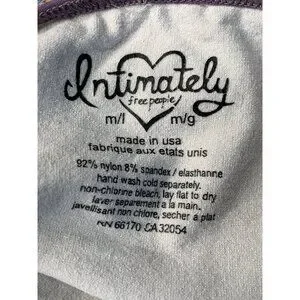 Intimately
free people
m/l m/g
made in usa
fabrique aux etats unis
92% nylon 8% spandex / elasthanne
hand wash cold separately.
non-chlorine bleach, lay flat to dry
laver separement a la main.
javellisant non chlore, secher a plat
RN 66170 CA32054